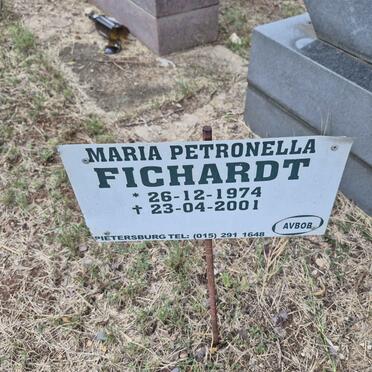 MARIA PETRONELLA
FICHARDT
* 26-12-1974
† 23-04-2001
PIETERSBURG TEL: (015) 291 1648
AVBOB